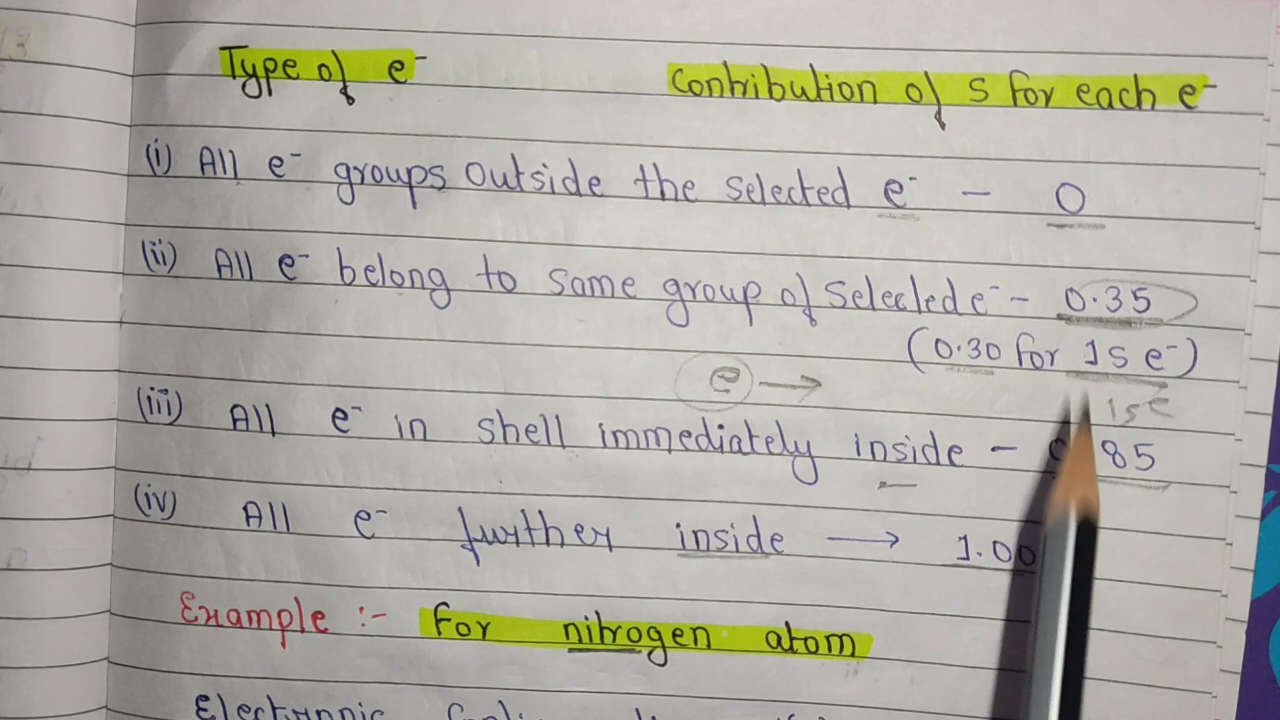 Type of e⁻ Contribution of S for each e⁻
(i) All e⁻ groups outside the selected e⁻ - 0
(ii) All e⁻ belong to same group of selected e⁻ - 0.35
(0.30 for 1s e⁻)
e →
1s e
(iii) All e⁻ in shell immediately inside - 85
(iv) All e⁻ further inside → 1.00
Example :- For nitrogen atom
Electronic